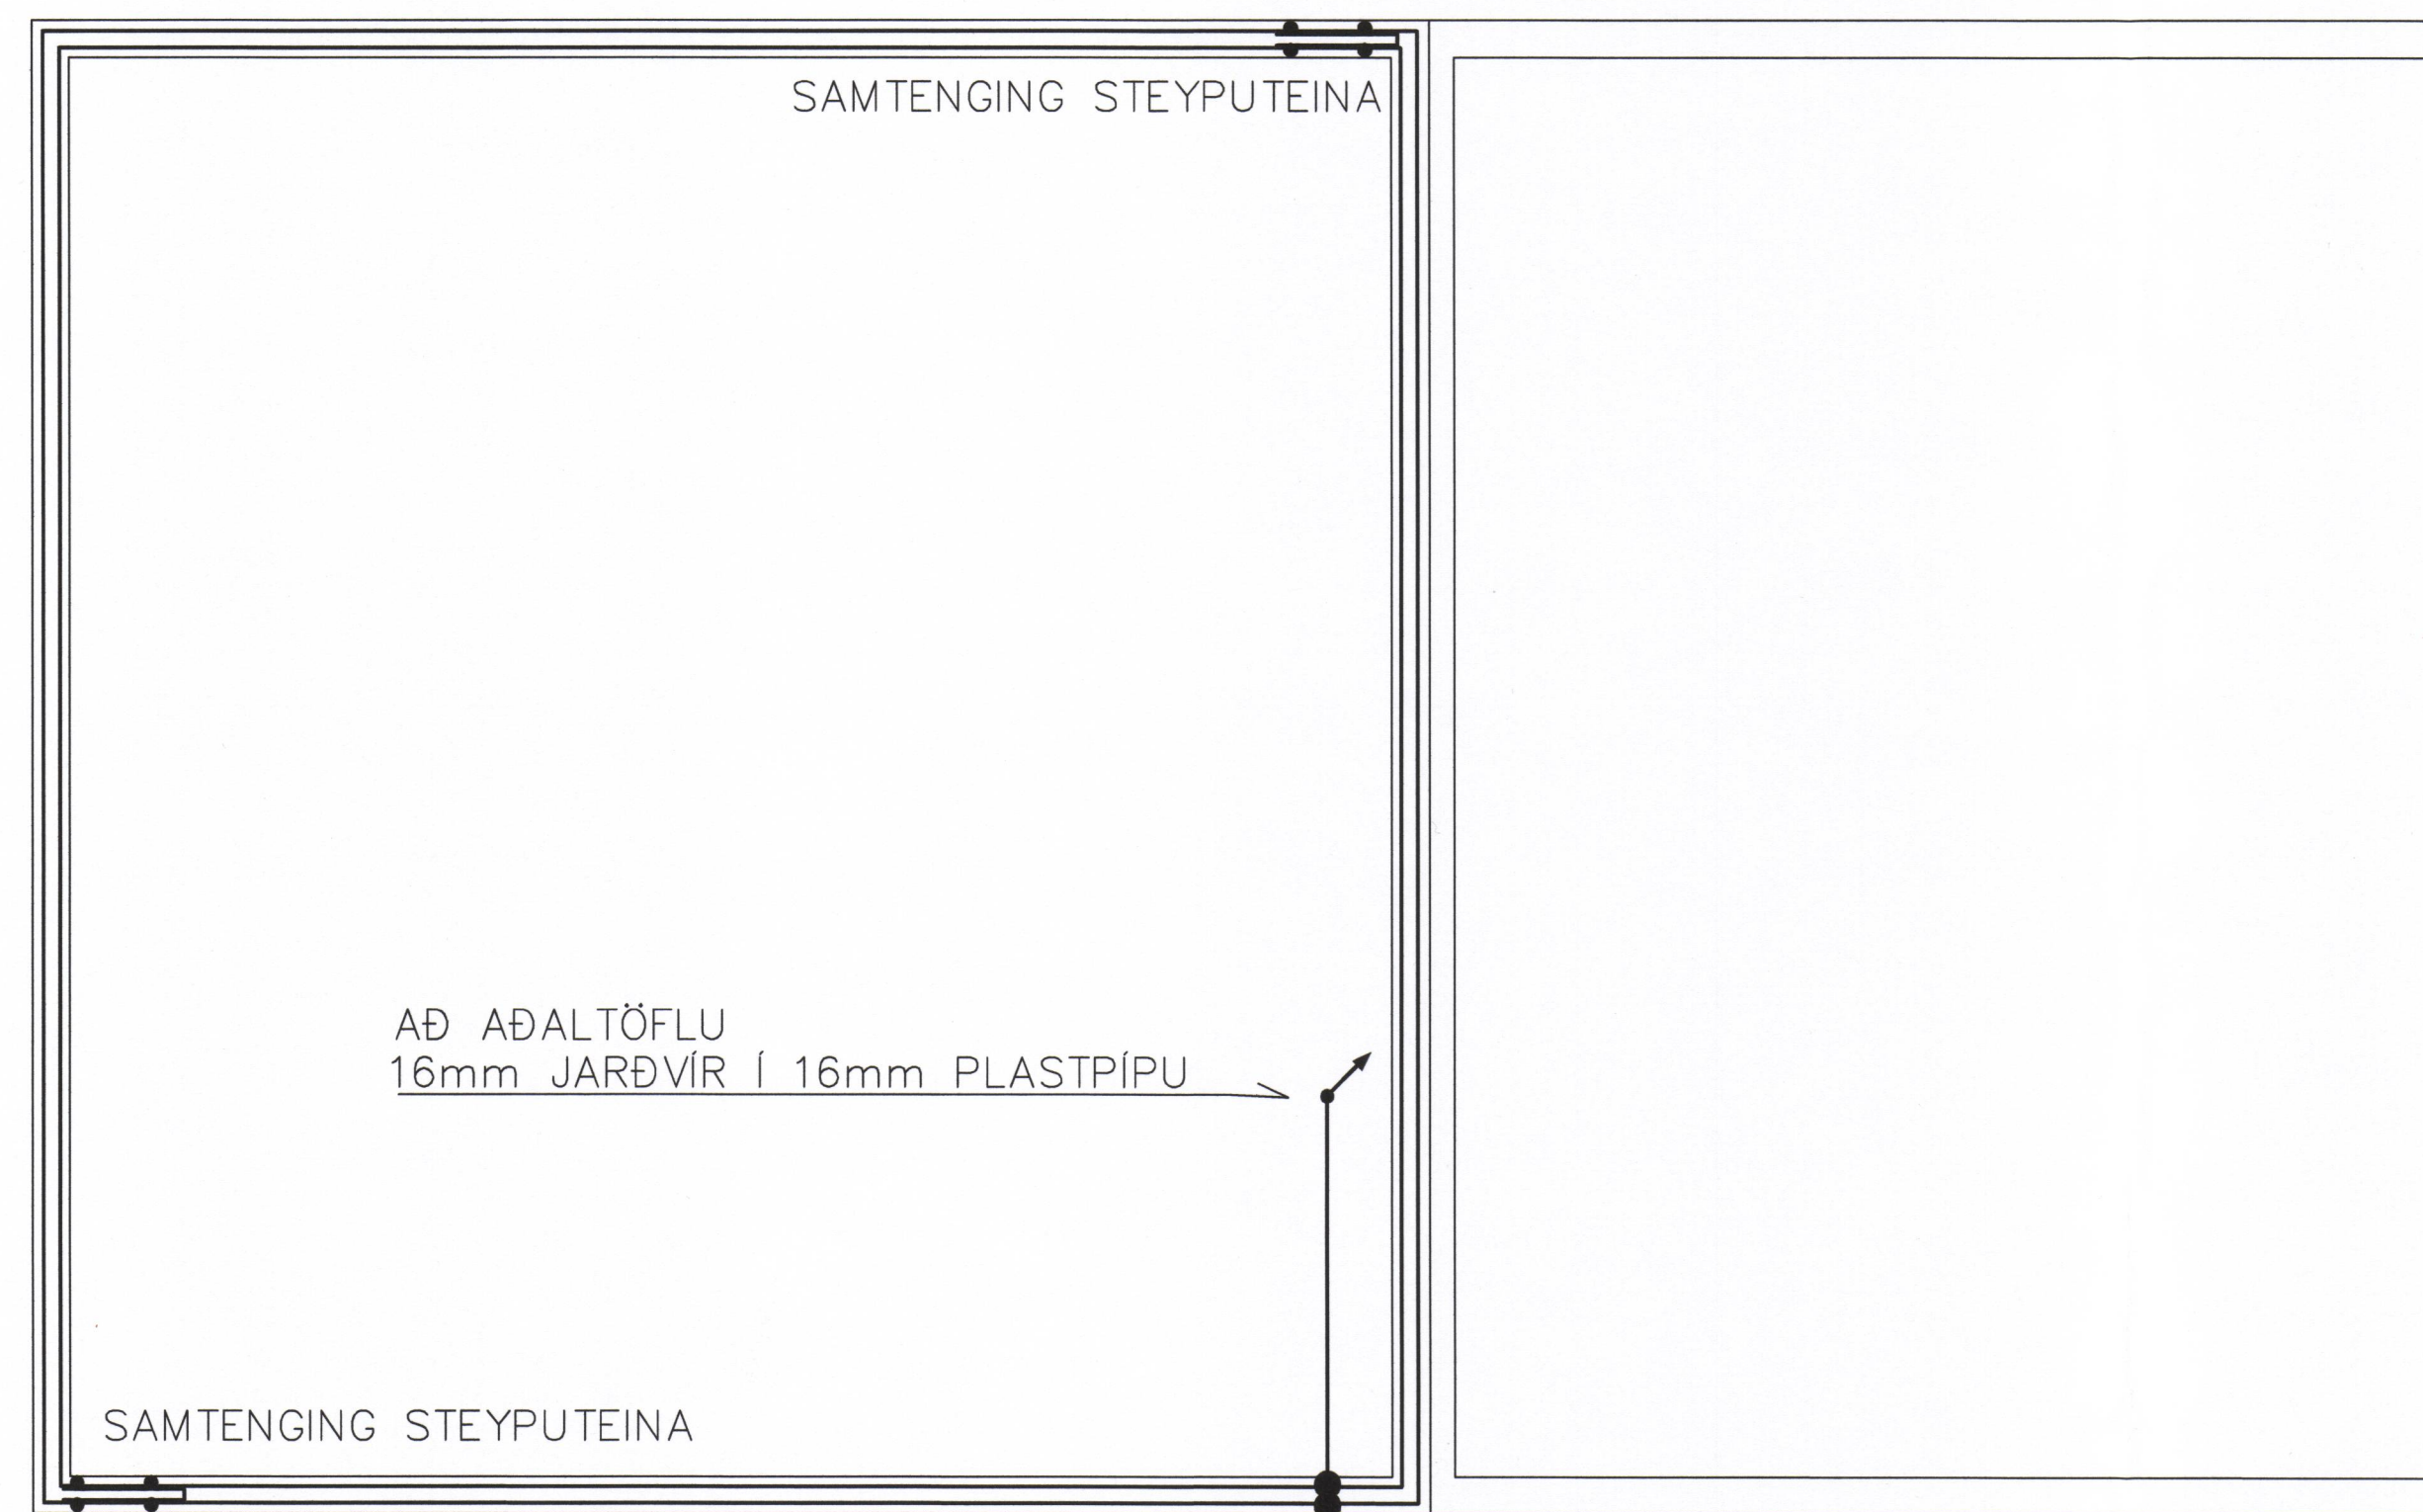 SAMTENGING STEYPUTEINA
AÐ AÐALTÖFLU
16mm JARÐVÍR Í 16mm PLASTPÍPU
SAMTENGING STEYPUTEINA